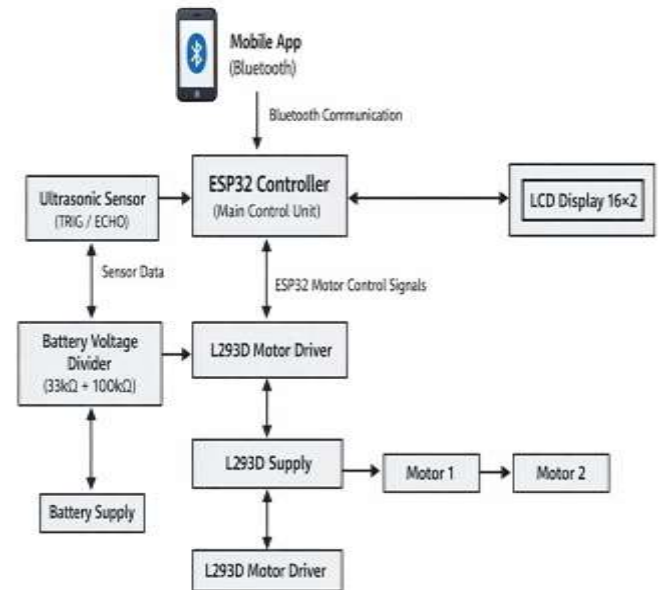 Mobile App
(Bluetooth)
Bluetooth Communication
ESP32 Controller
(Main Control Unit)
Ultrasonic Sensor
(TRIG / ECHO)
LCD Display 16×2
Sensor Data
ESP32 Motor Control Signals
Battery Voltage
Divider
(33kΩ + 100kΩ)
L293D Motor Driver
L293D Supply
Motor 1
Motor 2
Battery Supply
L293D Motor Driver